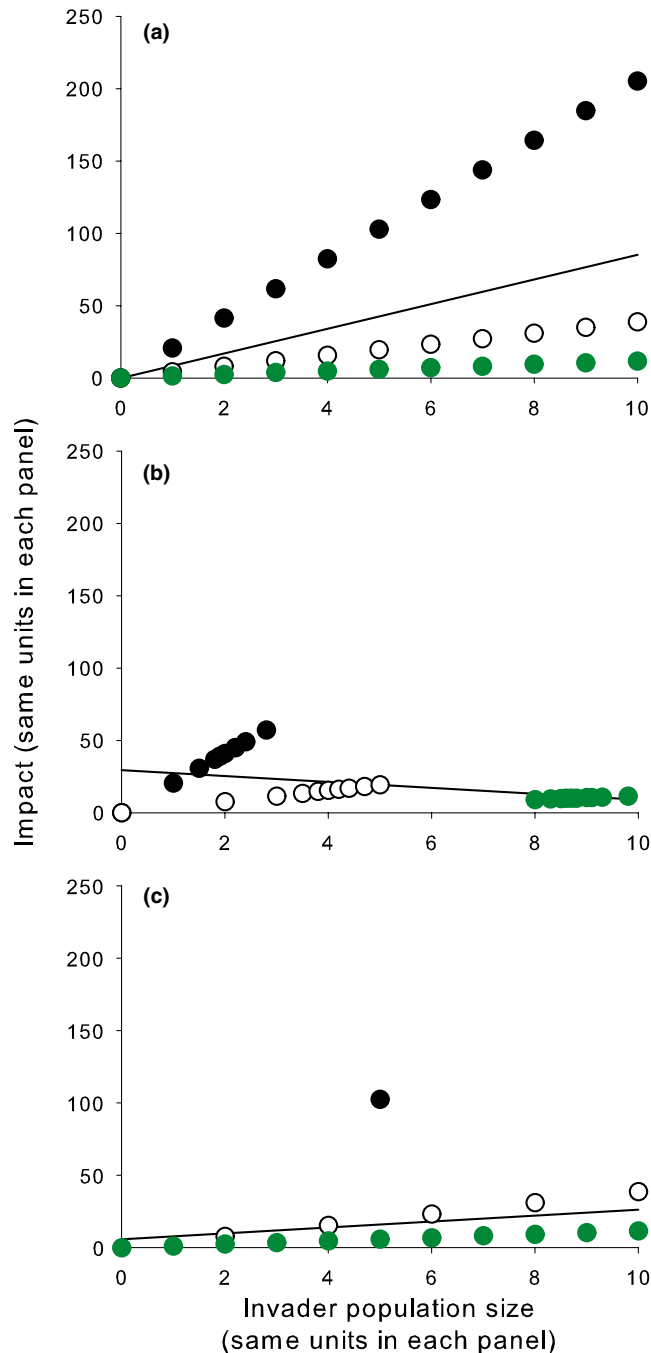 (a)
250
200
150
100
50
0
0 2 4 6 8 10
(b)
250
200
150
100
50
0
0 2 4 6 8 10
(c)
250
200
150
100
50
0
0 2 4 6 8 10
Impact (same units in each panel)
Invader population size
(same units in each panel)